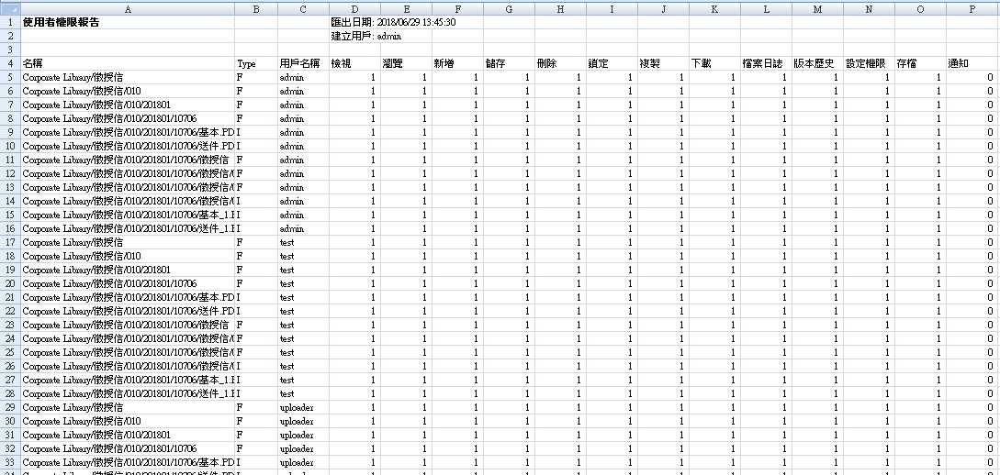 A B C D E F G H I J K L M N O P
1 使用者權限報告 匯出日期: 2018/06/29 13:45:30
2 建立用戶: admin
3
4 名稱 Type 用戶名稱 檢視 瀏覽 新增 儲存 刪除 鎖定 複製 下載 檔案日誌 版本歷史 設定權限 存檔 通知
5 Corporate Library/徵授信 F admin 1 1 1 1 1 1 1 1 1 1 1 1 0
6 Corporate Library/徵授信/010 F admin 1 1 1 1 1 1 1 1 1 1 1 1 0
7 Corporate Library/徵授信/010/201801 F admin 1 1 1 1 1 1 1 1 1 1 1 1 0
8 Corporate Library/徵授信/010/201801/10706 F admin 1 1 1 1 1 1 1 1 1 1 1 1 0
9 Corporate Library/徵授信/010/201801/10706/基本.PD I admin 1 1 1 1 1 1 1 1 1 1 1 1 0
10 Corporate Library/徵授信/010/201801/10706/送件.PD I admin 1 1 1 1 1 1 1 1 1 1 1 1 0
11 Corporate Library/徵授信/010/201801/10706/徵授信 F admin 1 1 1 1 1 1 1 1 1 1 1 1 0
12 Corporate Library/徵授信/010/201801/10706/徵授信/( F admin 1 1 1 1 1 1 1 1 1 1 1 1 0
13 Corporate Library/徵授信/010/201801/10706/徵授信/( F admin 1 1 1 1 1 1 1 1 1 1 1 1 0
14 Corporate Library/徵授信/010/201801/10706/徵授信/( I admin 1 1 1 1 1 1 1 1 1 1 1 1 0
15 Corporate Library/徵授信/010/201801/10706/基本_1.P I admin 1 1 1 1 1 1 1 1 1 1 1 1 0
16 Corporate Library/徵授信/010/201801/10706/送件_1.P I admin 1 1 1 1 1 1 1 1 1 1 1 1 0
17 Corporate Library/徵授信 F test 1 1 1 1 1 1 1 1 1 1 1 1 0
18 Corporate Library/徵授信/010 F test 1 1 1 1 1 1 1 1 1 1 1 1 0
19 Corporate Library/徵授信/010/201801 F test 1 1 1 1 1 1 1 1 1 1 1 1 0
20 Corporate Library/徵授信/010/201801/10706 F test 1 1 1 1 1 1 1 1 1 1 1 1 0
21 Corporate Library/徵授信/010/201801/10706/基本.PD I test 1 1 1 1 1 1 1 1 1 1 1 1 0
22 Corporate Library/徵授信/010/201801/10706/送件.PD I test 1 1 1 1 1 1 1 1 1 1 1 1 0
23 Corporate Library/徵授信/010/201801/10706/徵授信 F test 1 1 1 1 1 1 1 1 1 1 1 1 0
24 Corporate Library/徵授信/010/201801/10706/徵授信/( F test 1 1 1 1 1 1 1 1 1 1 1 1 0
25 Corporate Library/徵授信/010/201801/10706/徵授信/( F test 1 1 1 1 1 1 1 1 1 1 1 1 0
26 Corporate Library/徵授信/010/201801/10706/徵授信/( I test 1 1 1 1 1 1 1 1 1 1 1 1 0
27 Corporate Library/徵授信/010/201801/10706/基本_1.P I test 1 1 1 1 1 1 1 1 1 1 1 1 0
28 Corporate Library/徵授信/010/201801/10706/送件_1.P I test 1 1 1 1 1 1 1 1 1 1 1 1 0
29 Corporate Library/徵授信 F uploader 1 1 1 1 1 1 1 1 1 1 1 1 0
30 Corporate Library/徵授信/010 F uploader 1 1 1 1 1 1 1 1 1 1 1 1 0
31 Corporate Library/徵授信/010/201801 F uploader 1 1 1 1 1 1 1 1 1 1 1 1 0
32 Corporate Library/徵授信/010/201801/10706 F uploader 1 1 1 1 1 1 1 1 1 1 1 1 0
33 Corporate Library/徵授信/010/201801/10706/基本.PD I uploader 1 1 1 1 1 1 1 1 1 1 1 1 0